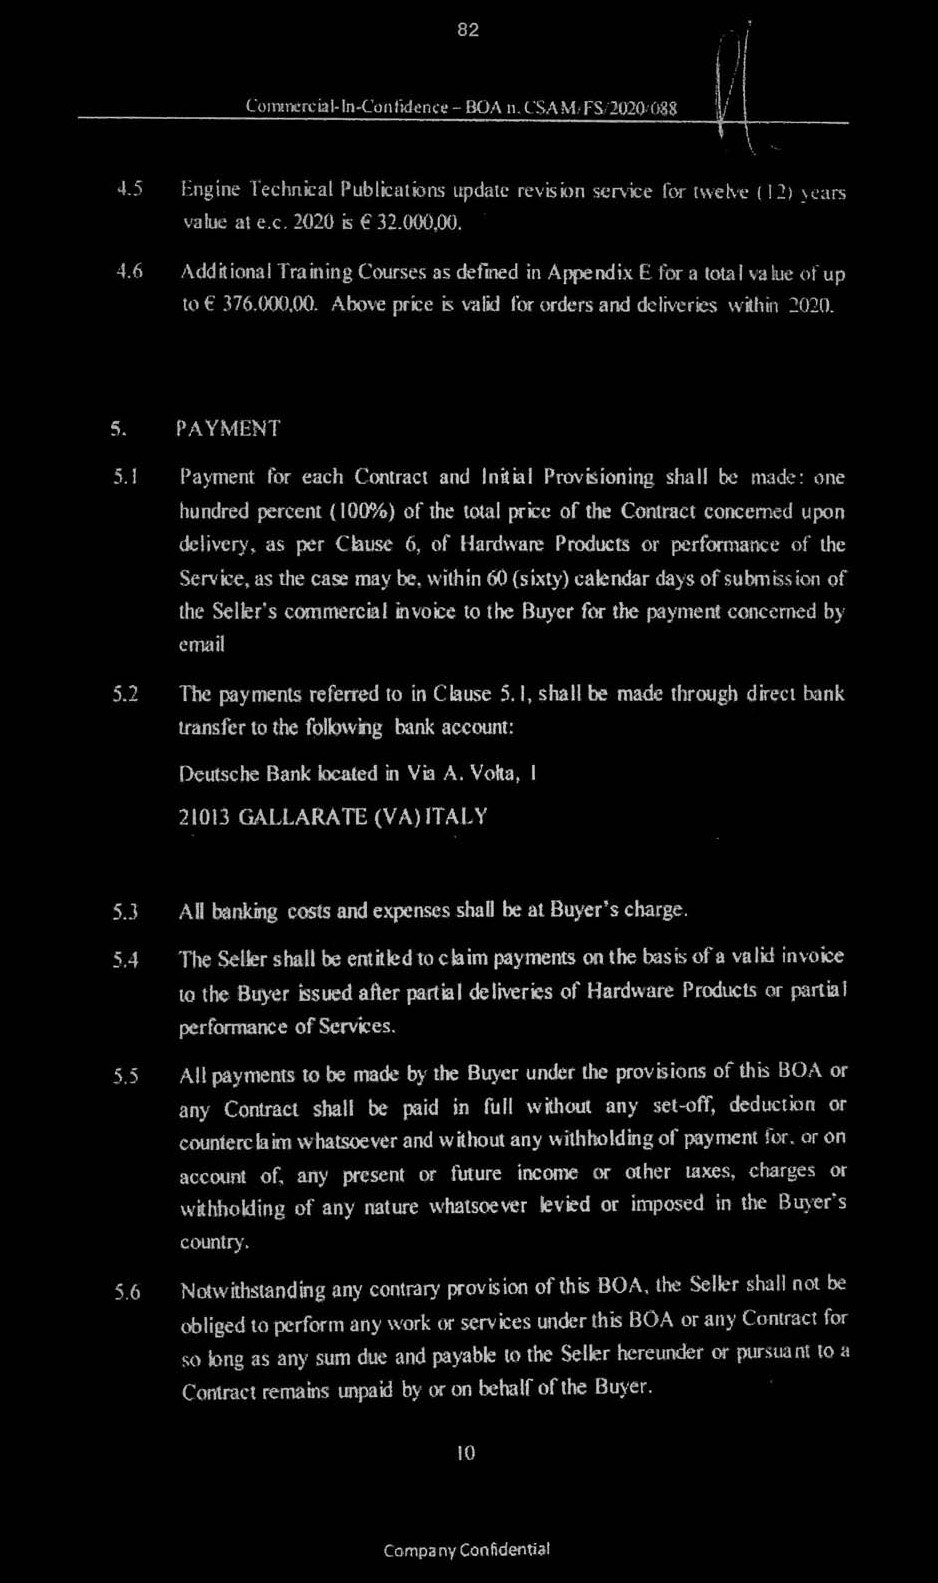 82
Commercial-In-Confidence – BOA n. CSAM/FS/2020/088
4.5 Engine Technical Publications update revision service for twelve (12) years
value at e.c. 2020 is € 32.000,00.
4.6 Additional Training Courses as defined in Appendix E for a total value of up
to € 376.000,00. Above price is valid for orders and deliveries within 2020.
5. PAYMENT
5.1 Payment for each Contract and Initial Provisioning shall be made: one
hundred percent (100%) of the total price of the Contract concerned upon
delivery, as per Clause 6, of Hardware Products or performance of the
Service, as the case may be, within 60 (sixty) calendar days of submission of
the Seller's commercial invoice to the Buyer for the payment concerned by
email
5.2 The payments referred to in Clause 5.1, shall be made through direct bank
transfer to the following bank account:
Deutsche Bank located in Via A. Volta, 1
21013 GALLARATE (VA) ITALY
5.3 All banking costs and expenses shall be at Buyer's charge.
5.4 The Seller shall be entitled to claim payments on the basis of a valid invoice
to the Buyer issued after partial deliveries of Hardware Products or partial
performance of Services.
5.5 All payments to be made by the Buyer under the provisions of this BOA or
any Contract shall be paid in full without any set-off, deduction or
counterclaim whatsoever and without any withholding of payment for, or on
account of, any present or future income or other taxes, charges or
withholding of any nature whatsoever levied or imposed in the Buyer's
country.
5.6 Notwithstanding any contrary provision of this BOA, the Seller shall not be
obliged to perform any work or services under this BOA or any Contract for
so long as any sum due and payable to the Seller hereunder or pursuant to a
Contract remains unpaid by or on behalf of the Buyer.
10
Company Confidential